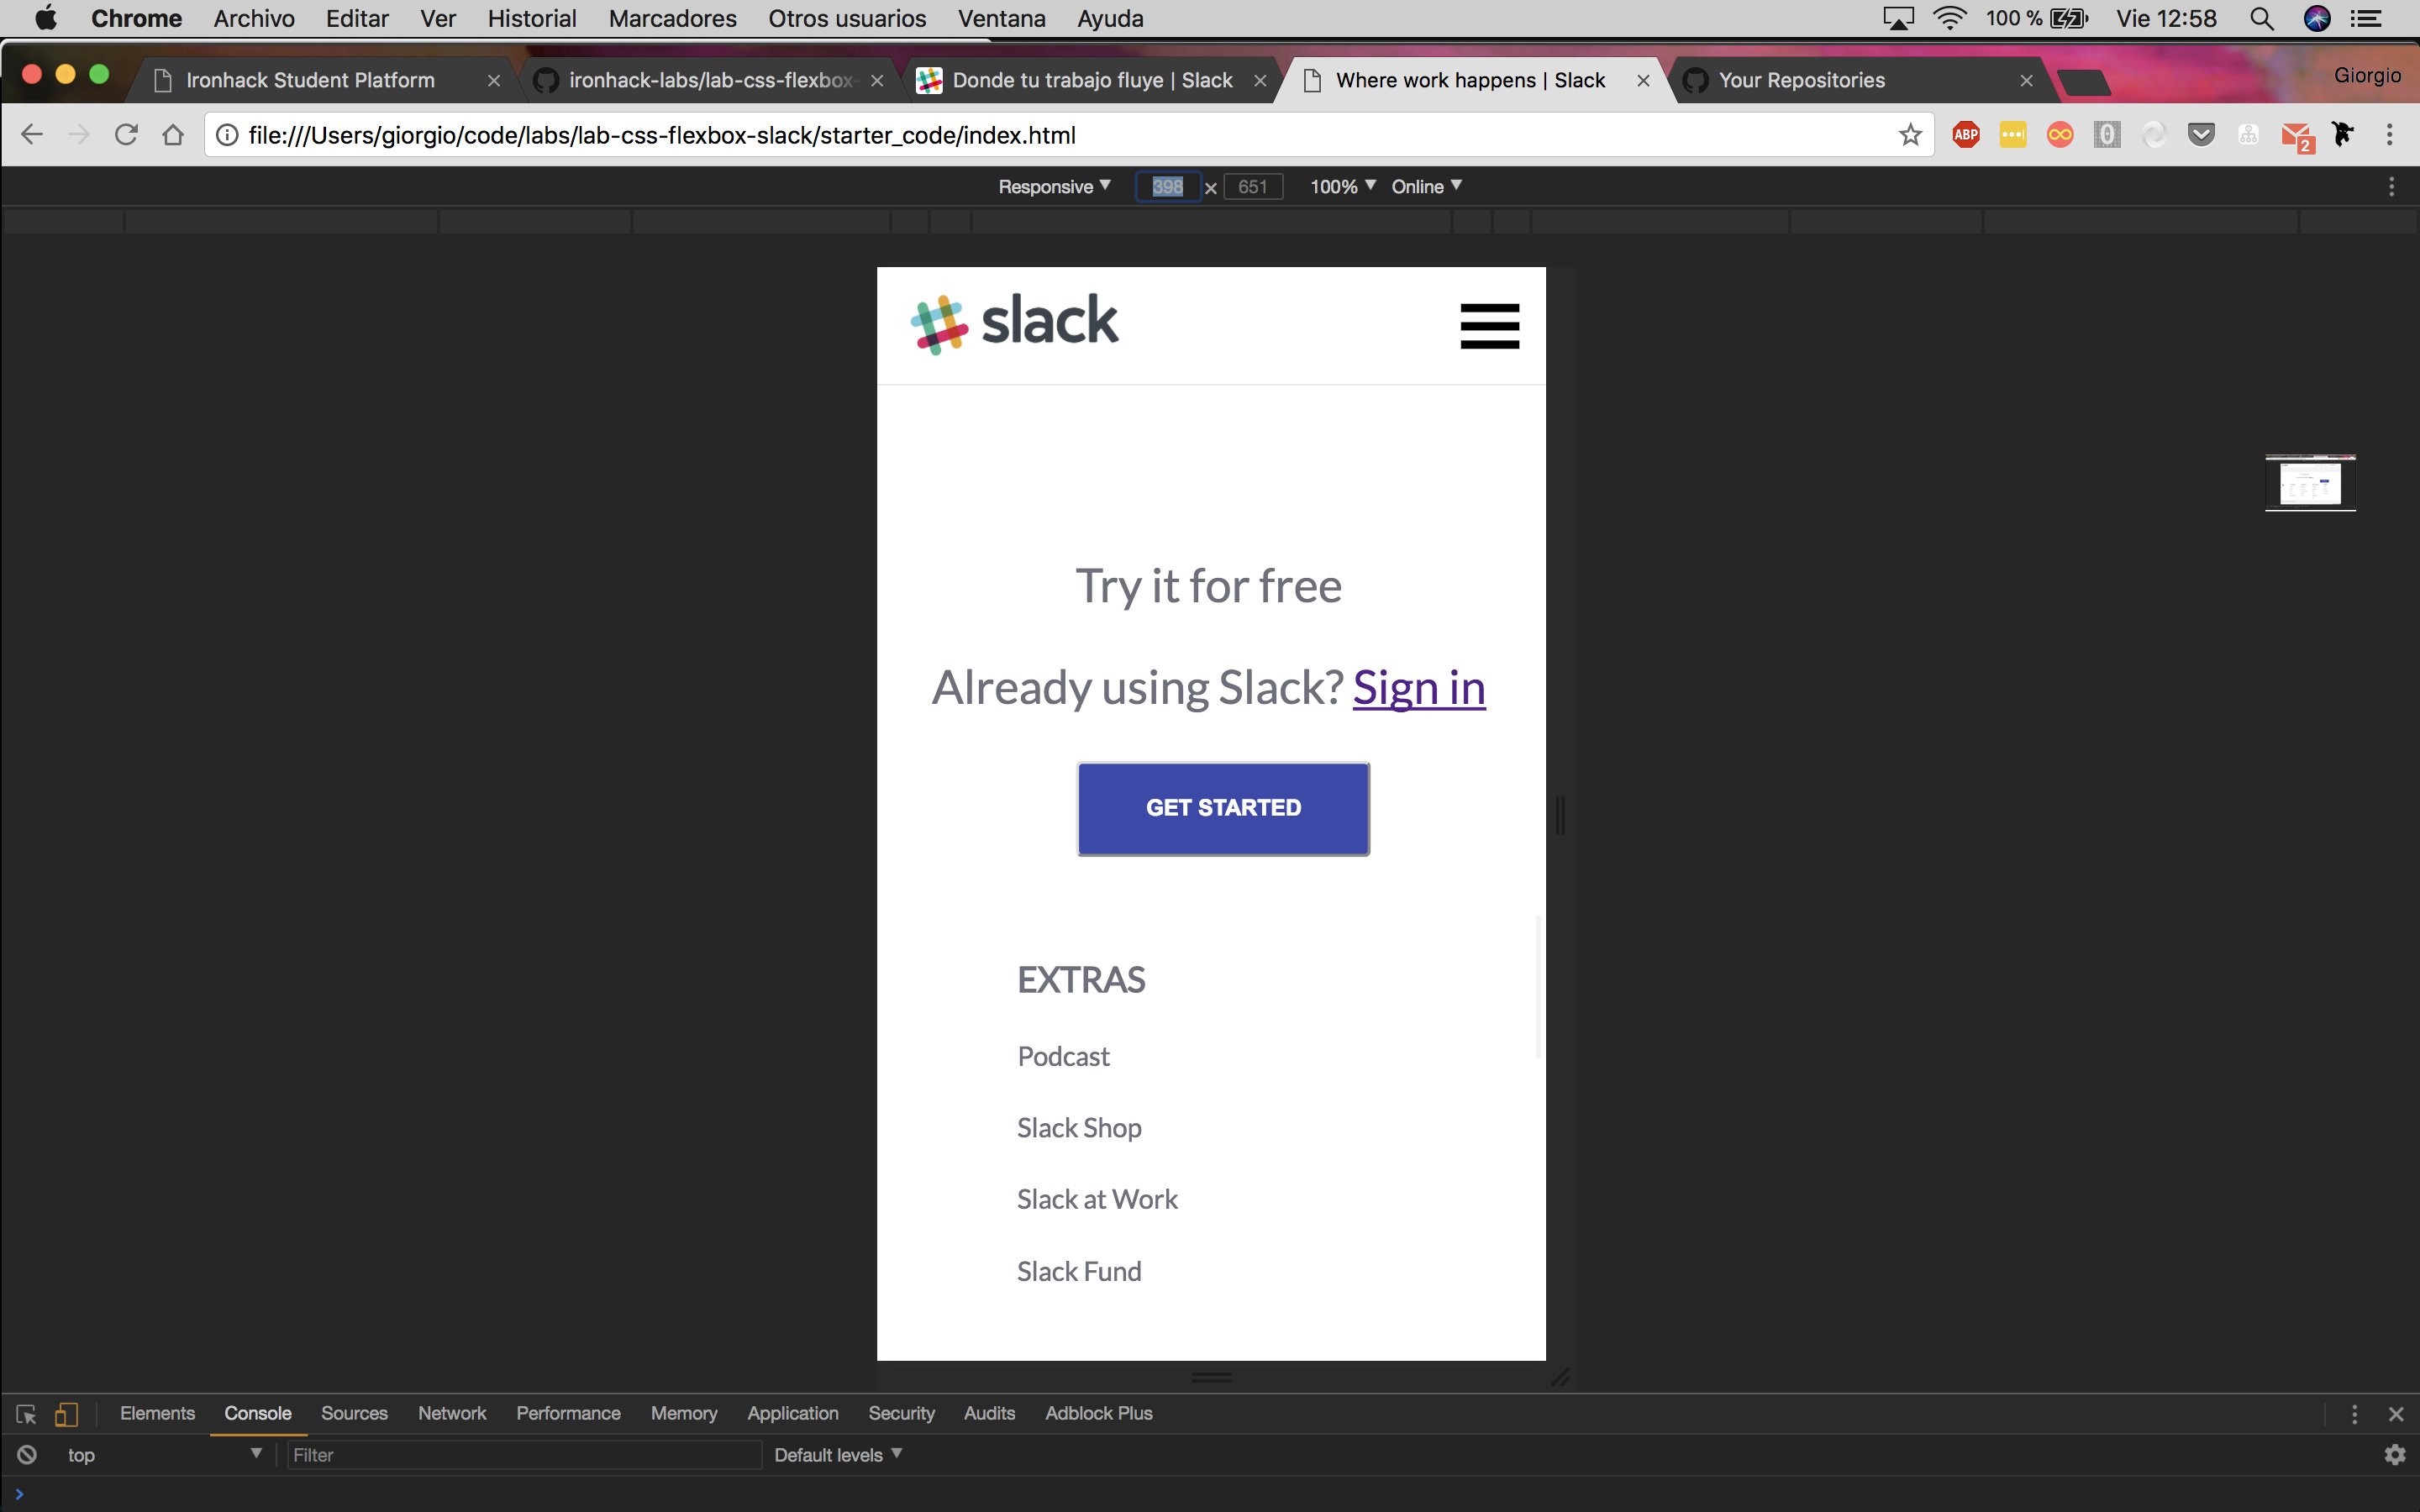 Chrome Archivo Editar Ver Historial Marcadores Otros usuarios Ventana Ayuda 100 % Vie 12:58
Ironhack Student Platform ironhack-labs/lab-css-flexbox- Donde tu trabajo fluye | Slack Where work happens | Slack Your Repositories Giorgio
file:///Users/giorgio/code/labs/lab-css-flexbox-slack/starter_code/index.html ABP 0 2
Responsive 398 × 651 100% Online
slack
Try it for free
Already using Slack? Sign in
GET STARTED
EXTRAS
Podcast
Slack Shop
Slack at Work
Slack Fund
Elements Console Sources Network Performance Memory Application Security Audits Adblock Plus
top Filter Default levels